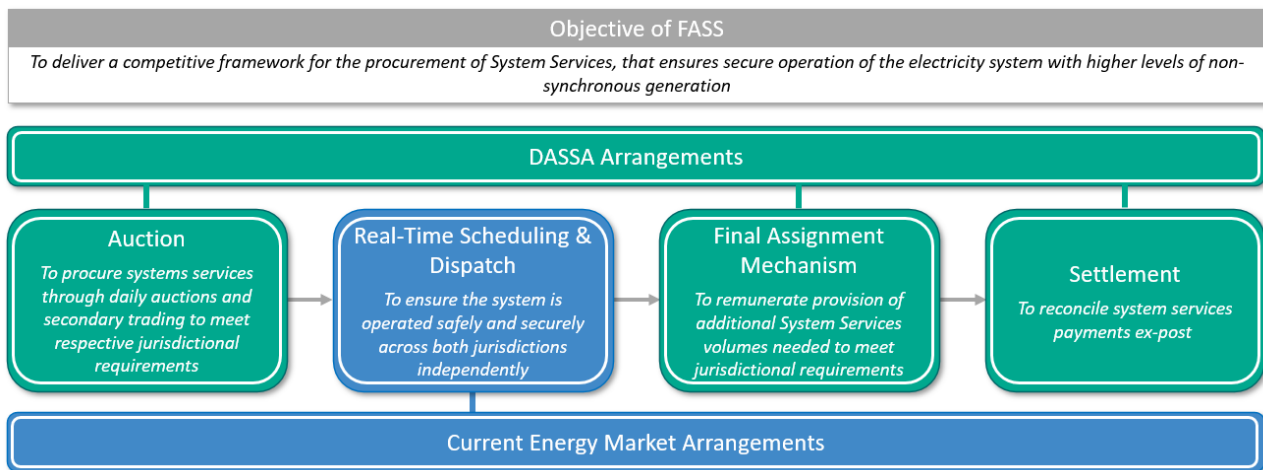 Objective of FASS
To deliver a competitive framework for the procurement of System Services, that ensures secure operation of the electricity system with higher levels of non-
synchronous generation
DASSA Arrangements
Auction
To procure systems services
through daily auctions and
secondary trading to meet
respective jurisdictional
requirements
Real-Time Scheduling &
Dispatch
To ensure the system is
operated safely and securely
across both jurisdictions
independently
Final Assignment
Mechanism
To remunerate provision of
additional System Services
volumes needed to meet
jurisdictional requirements
Settlement
To reconcile system services
payments ex-post
Current Energy Market Arrangements